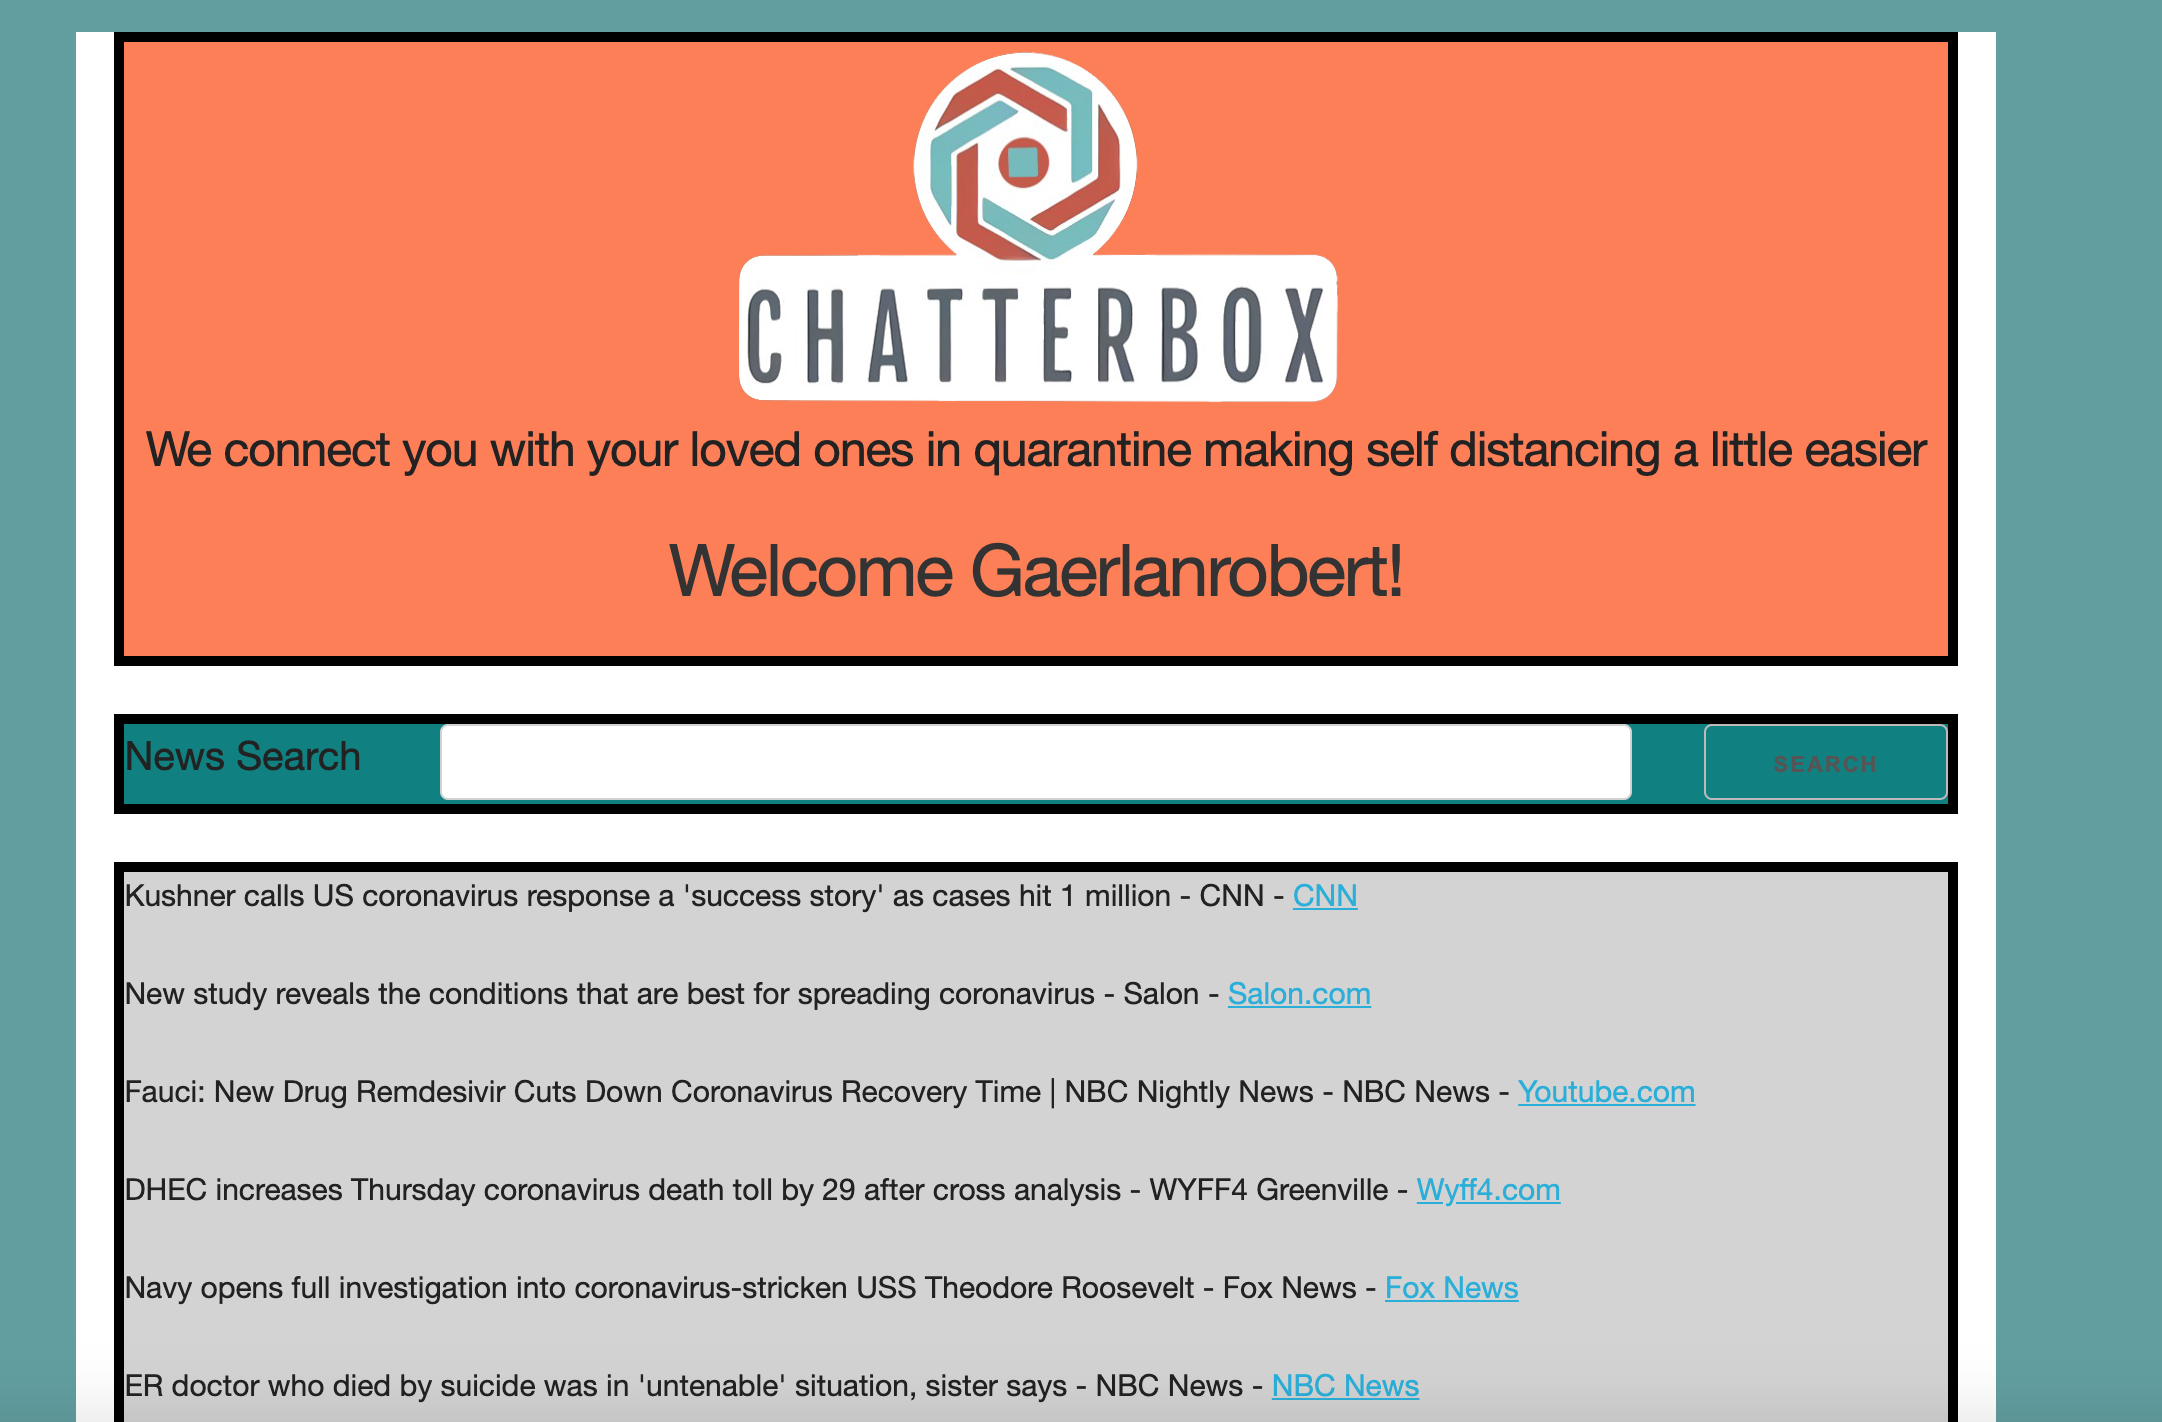 CHATTERBOX
We connect you with your loved ones in quarantine making self distancing a little easier
Welcome Gaerlanrobert!
News Search
SEARCH
Kushner calls US coronavirus response a 'success story' as cases hit 1 million - CNN - CNN
New study reveals the conditions that are best for spreading coronavirus - Salon - Salon.com
Fauci: New Drug Remdesivir Cuts Down Coronavirus Recovery Time | NBC Nightly News - NBC News - Youtube.com
DHEC increases Thursday coronavirus death toll by 29 after cross analysis - WYFF4 Greenville - Wyff4.com
Navy opens full investigation into coronavirus-stricken USS Theodore Roosevelt - Fox News - Fox News
ER doctor who died by suicide was in 'untenable' situation, sister says - NBC News - NBC News